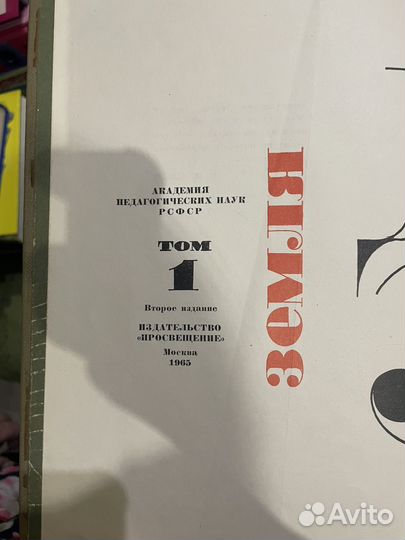 АКАДЕМИЯ
ПЕДАГОГИЧЕСКИХ НАУК
РСФСР
ТОМ
1
Второе издание
ИЗДАТЕЛЬСТВО
«ПРОСВЕЩЕНИЕ»
Москва
1965
земля
Avito